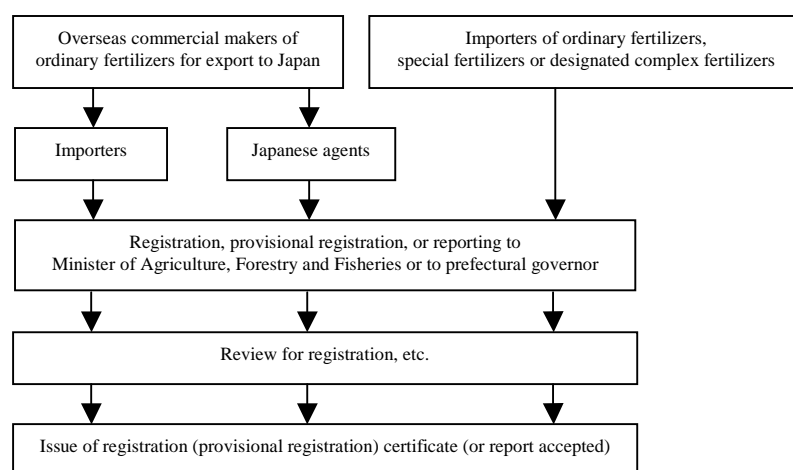 Overseas commercial makers of
ordinary fertilizers for export to Japan
Importers of ordinary fertilizers,
special fertilizers or designated complex fertilizers
Importers
Japanese agents
Registration, provisional registration, or reporting to
Minister of Agriculture, Forestry and Fisheries or to prefectural governor
Review for registration, etc.
Issue of registration (provisional registration) certificate (or report accepted)